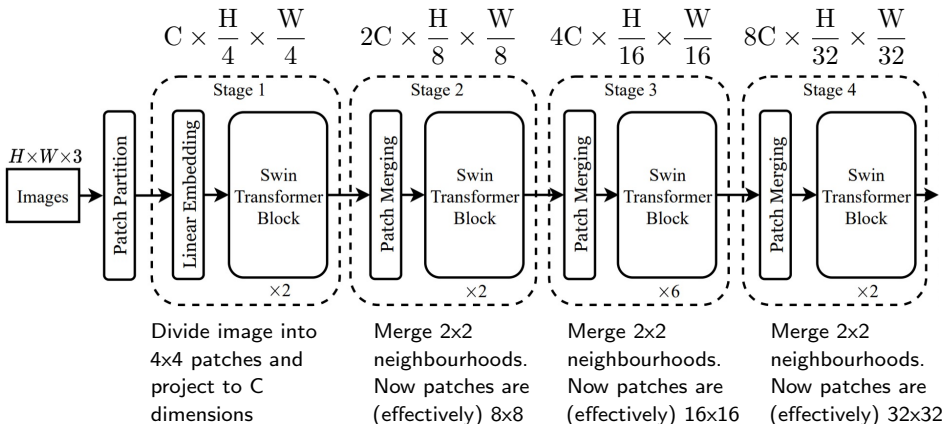 C × H/4 × W/4
2C × H/8 × W/8
4C × H/16 × W/16
8C × H/32 × W/32
H×W×3
Images
Patch Partition
Stage 1
Linear Embedding
Swin
Transformer
Block
×2
Stage 2
Patch Merging
Swin
Transformer
Block
×2
Stage 3
Patch Merging
Swin
Transformer
Block
×6
Stage 4
Patch Merging
Swin
Transformer
Block
×2
Divide image into
4x4 patches and
project to C
dimensions
Merge 2x2
neighbourhoods.
Now patches are
(effectively) 8x8
Merge 2x2
neighbourhoods.
Now patches are
(effectively) 16x16
Merge 2x2
neighbourhoods.
Now patches are
(effectively) 32x32